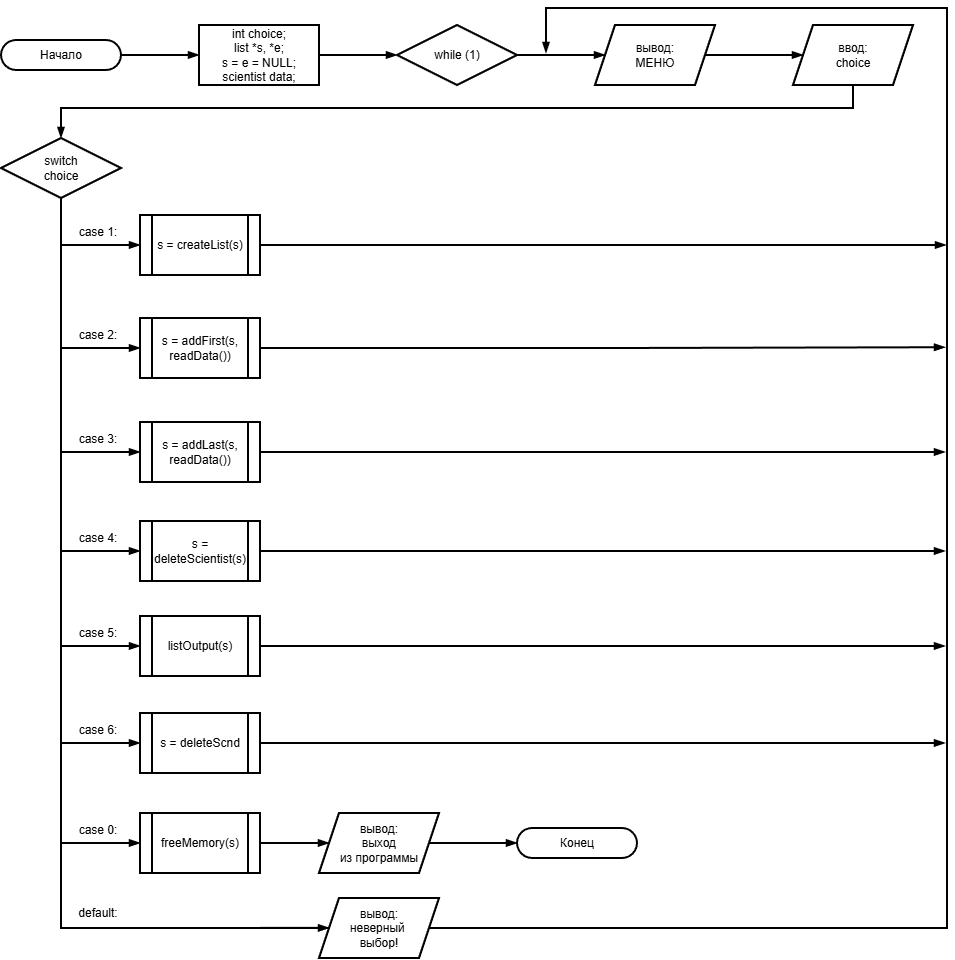 Начало
int choice;
list *s, *e;
s = e = NULL;
scientist data;
while (1)
вывод:
МЕНЮ
ввод:
choice
switch
choice
case 1:
s = createList(s)
case 2:
s = addFirst(s,
readData())
case 3:
s = addLast(s,
readData())
case 4:
s =
deleteScientist(s)
case 5:
listOutput(s)
case 6:
s = deleteScnd
case 0:
freeMemory(s)
вывод:
выход
из программы
Конец
default:
вывод:
неверный
выбор!